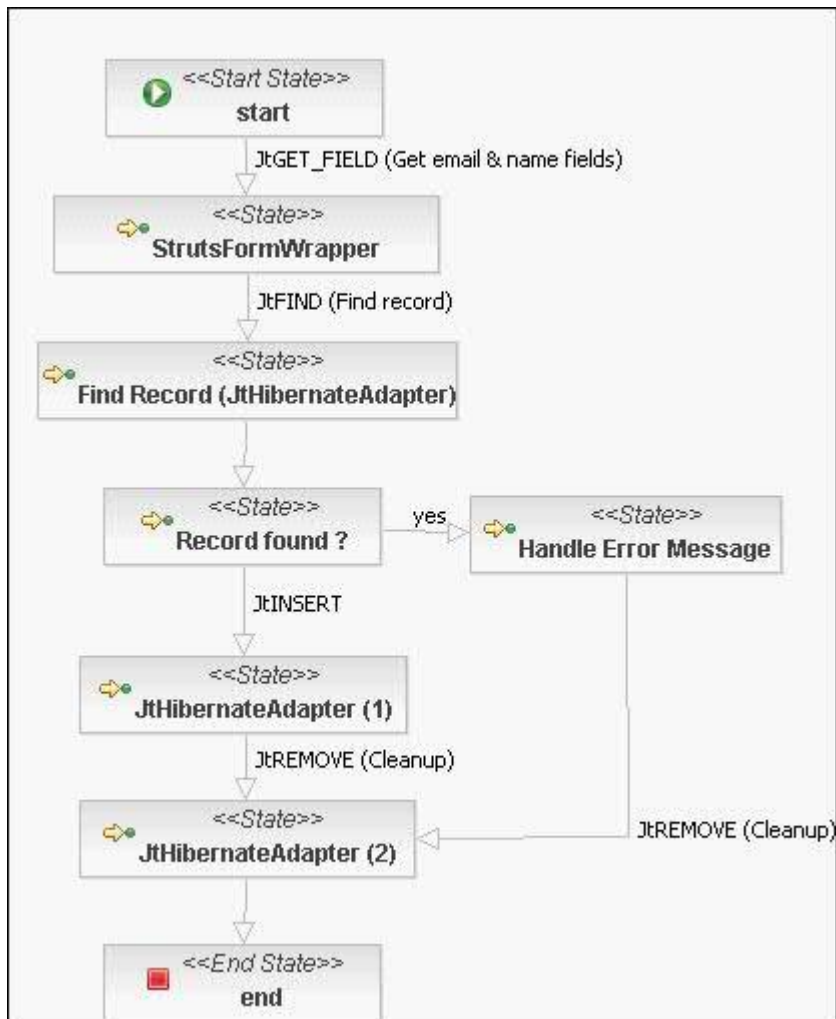 <<Start State>>
start
JtGET_FIELD (Get email & name fields)
<<State>>
StrutsFormWrapper
JtFIND (Find record)
<<State>>
Find Record (JtHibernateAdapter)
<<State>>
Record found ?
yes
<<State>>
Handle Error Message
JtINSERT
<<State>>
JtHibernateAdapter (1)
JtREMOVE (Cleanup)
<<State>>
JtHibernateAdapter (2)
JtREMOVE (Cleanup)
<<End State>>
end